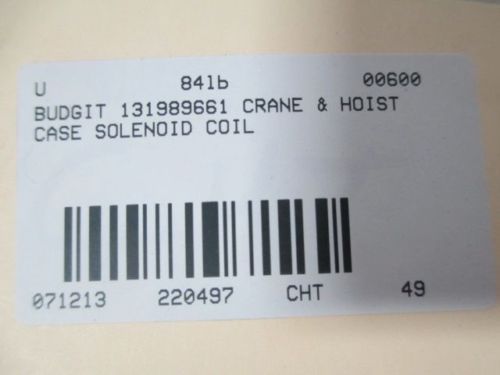 U 841b 00600
BUDGIT 131989661 CRANE & HOIST
CASE SOLENOID COIL
071213 220497 CHT 49